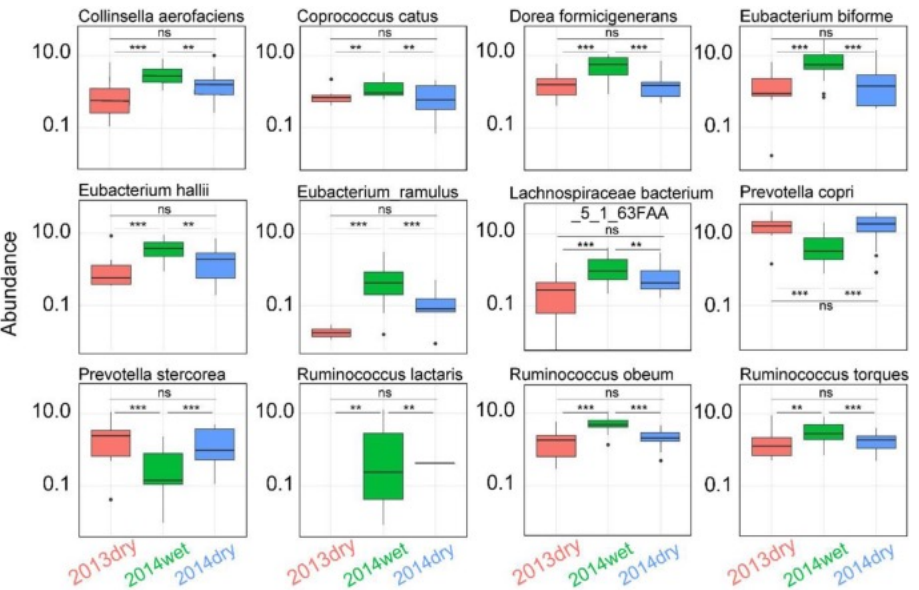 Collinsella aerofaciens
Coprococcus catus
Dorea formicigenerans
Eubacterium biforme
ns
ns
ns
ns
10.0
*** **
10.0
** **
10.0
*** ***
10.0
*** ***
0.1
0.1
0.1
0.1
Eubacterium hallii
Eubacterium ramulus
Lachnospiraceae bacterium
_5_1_63FAA
Prevotella copri
ns
ns
ns
10.0
*** **
10.0
*** ***
10.0
*** **
10.0
0.1
0.1
0.1
0.1
*** ***
ns
Abundance
Prevotella stercorea
Ruminococcus lactaris
Ruminococcus obeum
Ruminococcus torques
ns
ns
ns
ns
10.0
*** ***
10.0
** **
10.0
*** ***
10.0
** ***
0.1
0.1
0.1
0.1
2013dry
2014wet
2014dry
2013dry
2014wet
2014dry
2013dry
2014wet
2014dry
2013dry
2014wet
2014dry